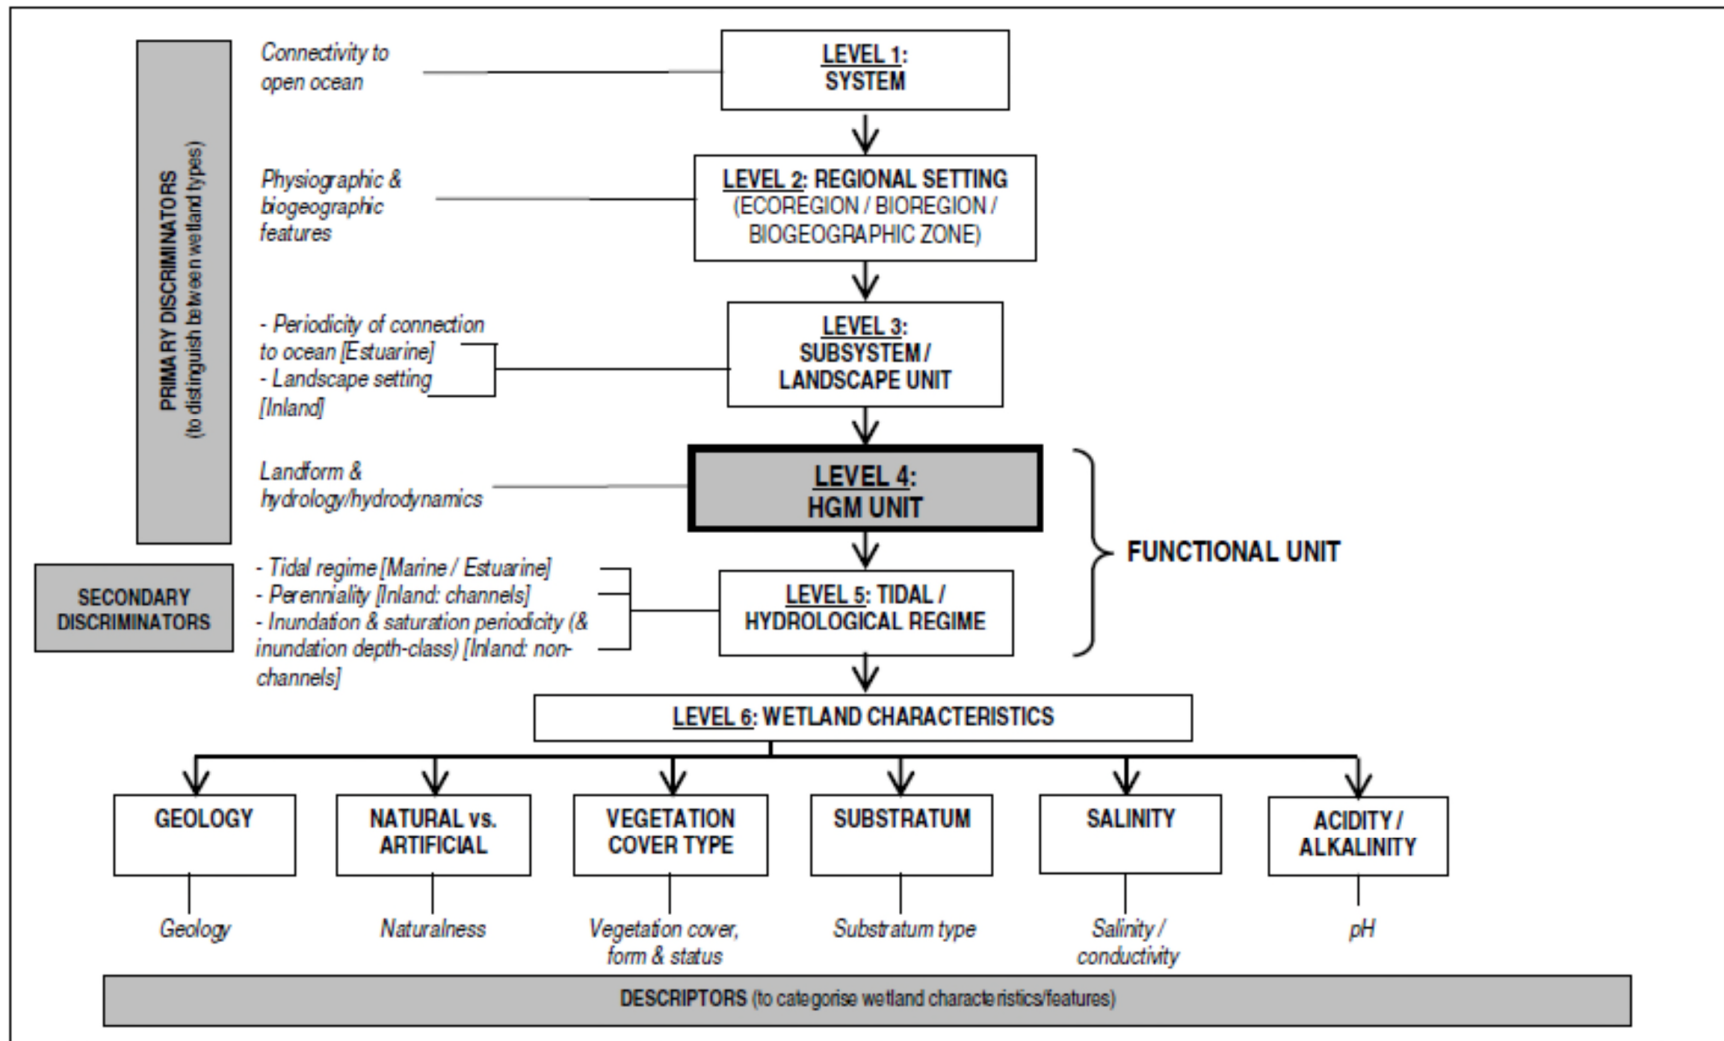 PRIMARY DISCRIMINATORS
(to distinguish between wetland types)
Connectivity to
open ocean
LEVEL 1:
SYSTEM
Physiographic &
biogeographic
features
LEVEL 2: REGIONAL SETTING
(ECOREGION / BIOREGION /
BIOGEOGRAPHIC ZONE)
- Periodicity of connection
to ocean [Estuarine]
- Landscape setting
[Inland]
LEVEL 3:
SUBSYSTEM /
LANDSCAPE UNIT
Landform &
hydrology/hydrodynamics
LEVEL 4:
HGM UNIT
FUNCTIONAL UNIT
SECONDARY
DISCRIMINATORS
- Tidal regime [Marine / Estuarine]
- Perenniality [Inland: channels]
- Inundation & saturation periodicity (&
inundation depth-class) [Inland: non-
channels]
LEVEL 5: TIDAL /
HYDROLOGICAL REGIME
LEVEL 6: WETLAND CHARACTERISTICS
GEOLOGY
NATURAL vs.
ARTIFICIAL
VEGETATION
COVER TYPE
SUBSTRATUM
SALINITY
ACIDITY /
ALKALINITY
Geology
Naturalness
Vegetation cover,
form & status
Substratum type
Salinity /
conductivity
pH
DESCRIPTORS (to categorise wetland characteristics/features)